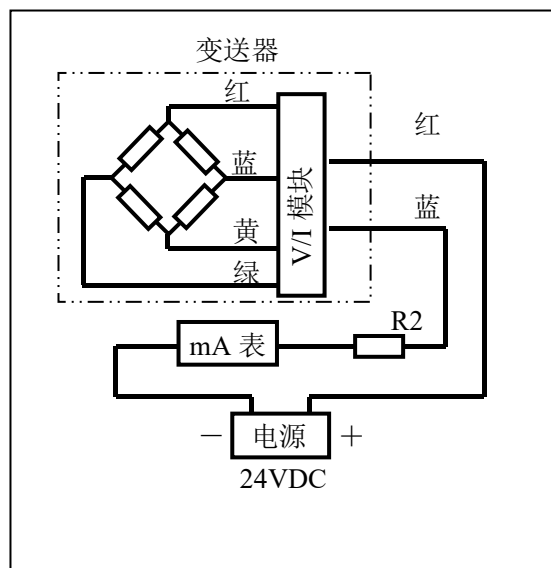 变送器
红
蓝
黄
绿
V/I 模块
红
蓝
R2
mA 表
－ 电源 ＋
24VDC